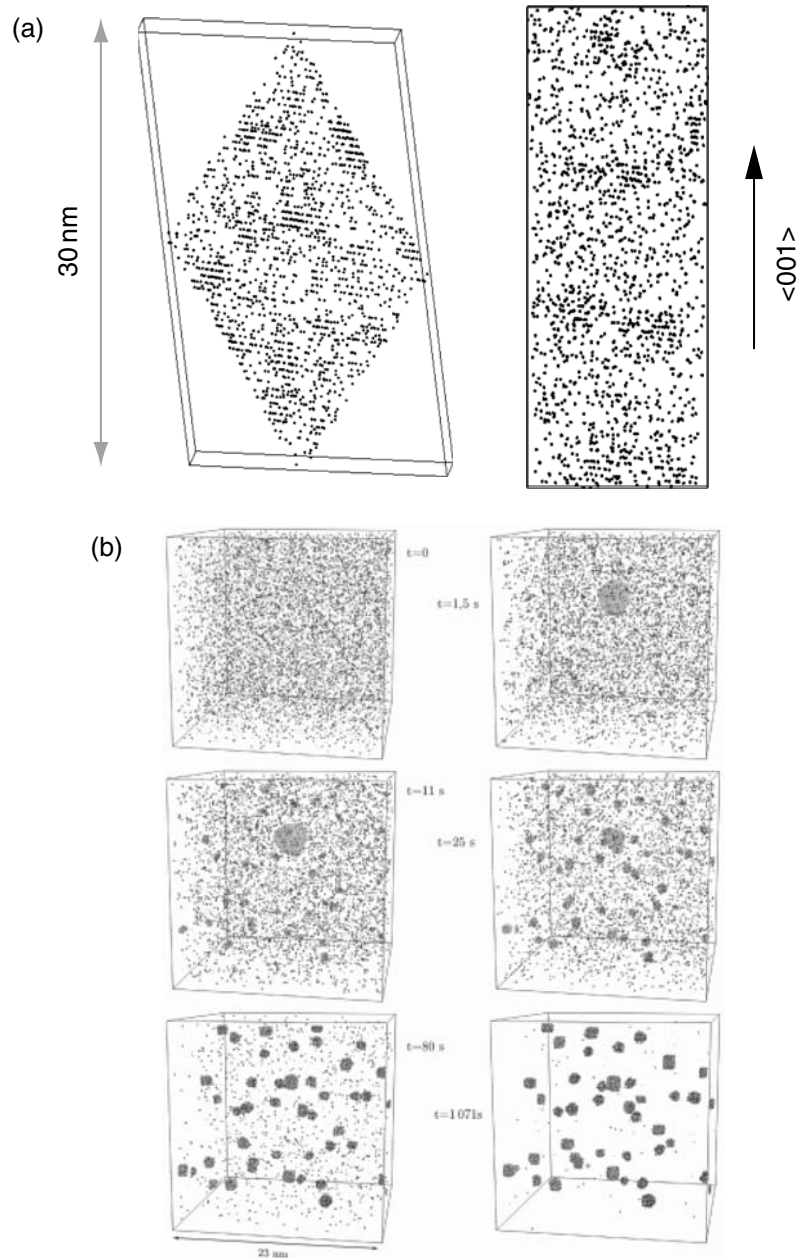 (a)
30 nm
<001>
(b)
t=0
t=1,5 s
t=11 s
t=25 s
t=80 s
t=1 071s
23 nm